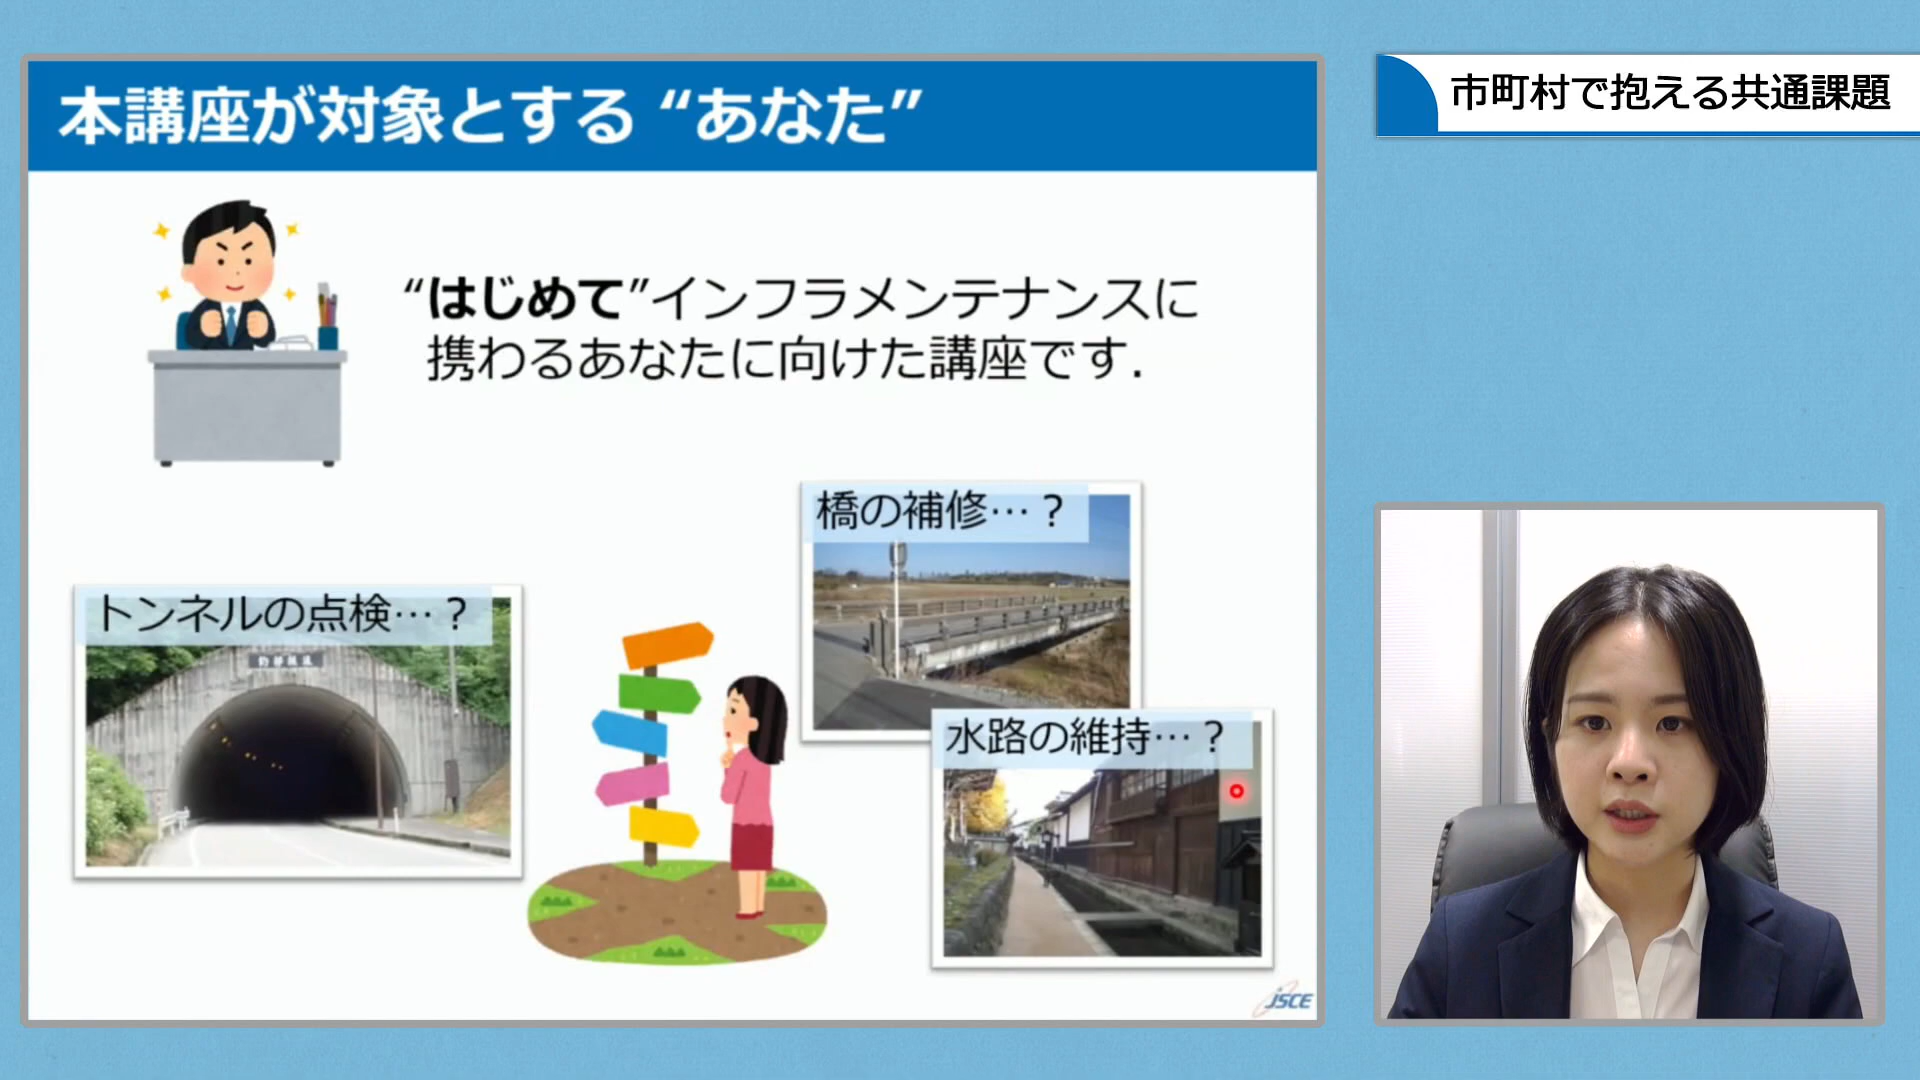 本講座が対象とする “あなた”
市町村で抱える共通課題
“はじめて”インフラメンテナンスに
携わるあなたに向けた講座です．
橋の補修…？
トンネルの点検…？
水路の維持…？
JSCE